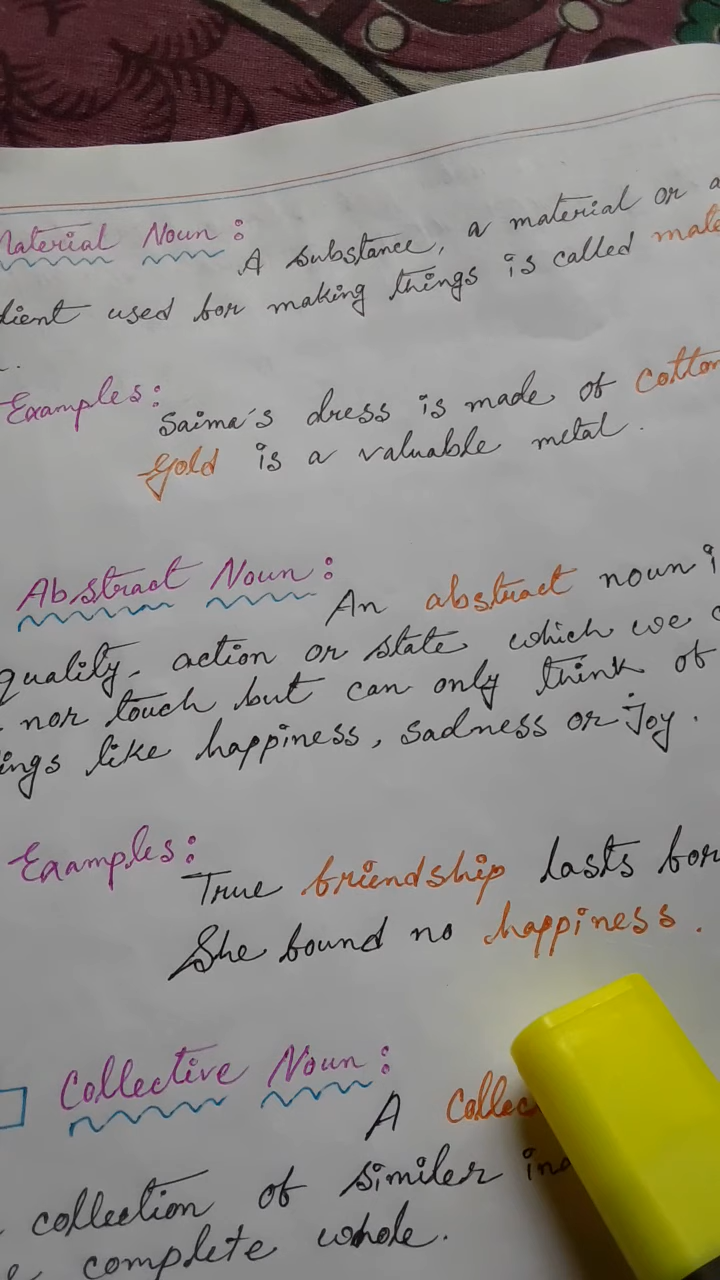 Material Noun :
A substance, a material or a
dient used for making things is called mate
Examples :
Saima's dress is made of cotton
Gold is a valuable metal.
Abstract Noun :
An abstract noun i
quality, action or state which we c
nor touch but can only think of
ings like happiness, sadness or Joy.
Examples :
True friendship lasts for
She found no happiness.
Collective Noun :
A Collec
collection of similer in
complete whole.